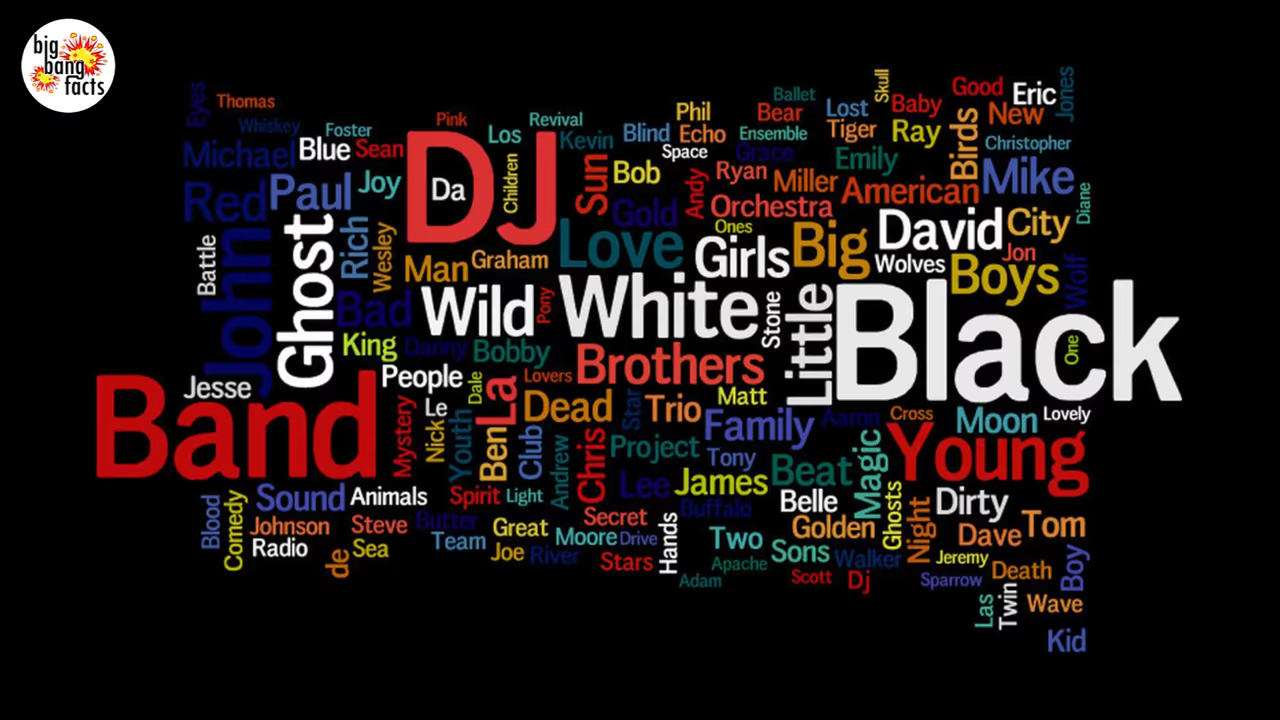 big
bang
facts
Eyes
Thomas
Whiskey
Foster
Pink
Los
Revival
Kevin
Blind
Phil
Echo
Ballet
Bear
Ensemble
Lost
Tiger
Skull
Baby
Ray
Good
New
Eric
Jones
Michael
Blue
Sean
DJ
Da
Children
Sun
Bob
Space
Grace
Emily
Birds
Christopher
Red
Paul
Joy
Gold
Andy
Ryan
Miller
American
Mike
Diane
Orchestra
Ones
Battle
John
Ghost
Rich
Wesley
Man
Graham
Love
Girls
Big
David
City
Wolves
Jon
Boys
Wolf
Bad
Wild
Pony
White
Stone
Little
Black
One
King
Danny
Bobby
Brothers
Jesse
People
Dale
La
Lovers
Band
Mystery
Le
Nick
Youth
Ben
Club
Dead
Star
Trio
Matt
Family
Aaron
Cross
Moon
Lovely
Andrew
Chris
Project
Tony
Beat
Magic
Young
Lee
James
Blood
Comedy
Sound
Animals
Spirit
Light
Buffalo
Belle
Ghosts
Night
Dirty
Johnson
Steve
Butter
Great
Secret
Hands
Golden
Dave
Tom
Radio
de
Sea
Team
Joe
Moore
Drive
River
Two
Sons
Walker
Jeremy
Death
Boy
Stars
Adam
Apache
Scott
Dj
Sparrow
Las
Twin
Wave
Kid